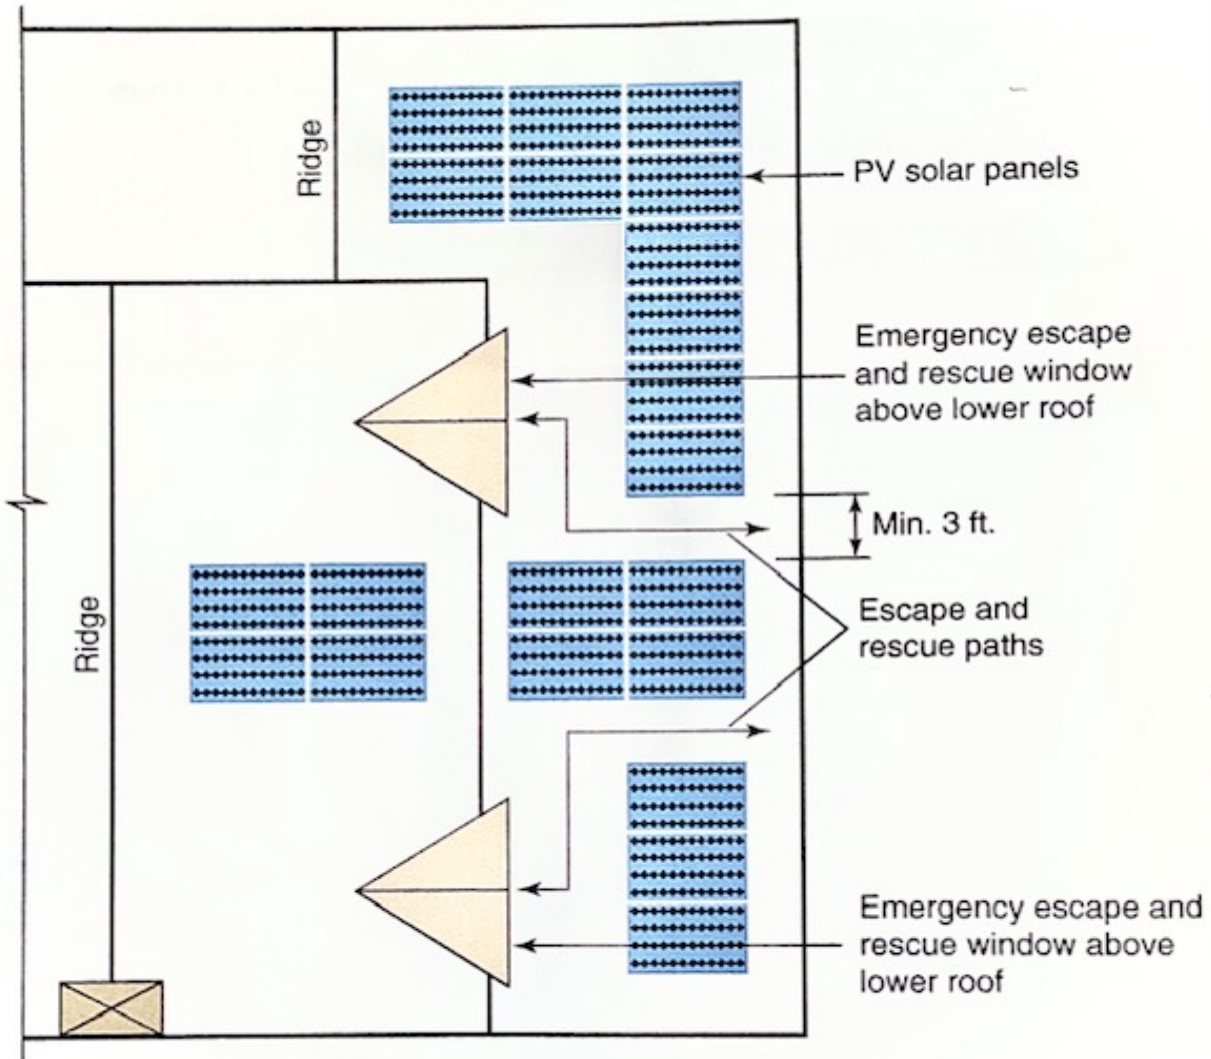 Ridge
PV solar panels
Emergency escape
and rescue window
above lower roof
Min. 3 ft.
Escape and
rescue paths
Ridge
Emergency escape and
rescue window above
lower roof